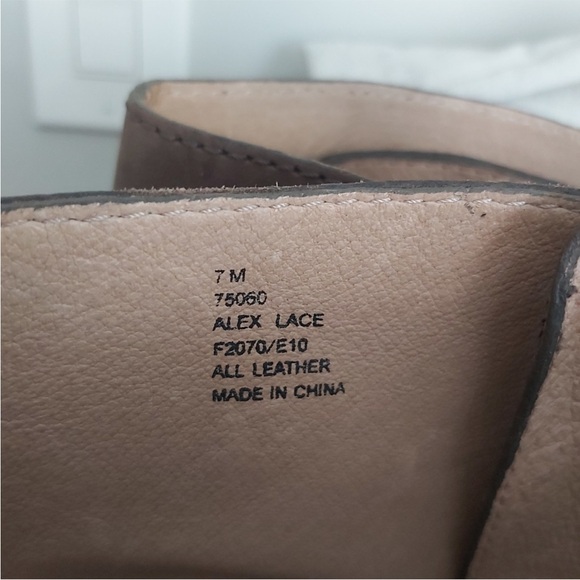 7 M
75060
ALEX LACE
F2070/E10
ALL LEATHER
MADE IN CHINA